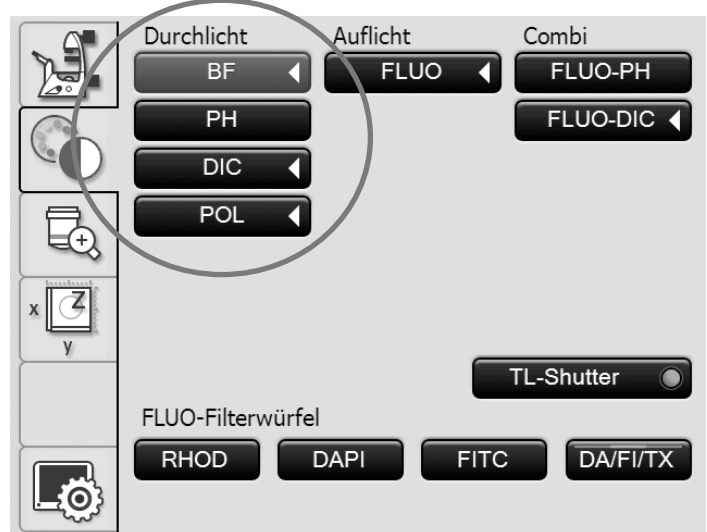 Durchlicht Auflicht Combi
BF FLUO FLUO-PH
PH FLUO-DIC
DIC
POL
x Z
y
TL-Shutter
FLUO-Filterwürfel
RHOD DAPI FITC DA/FI/TX